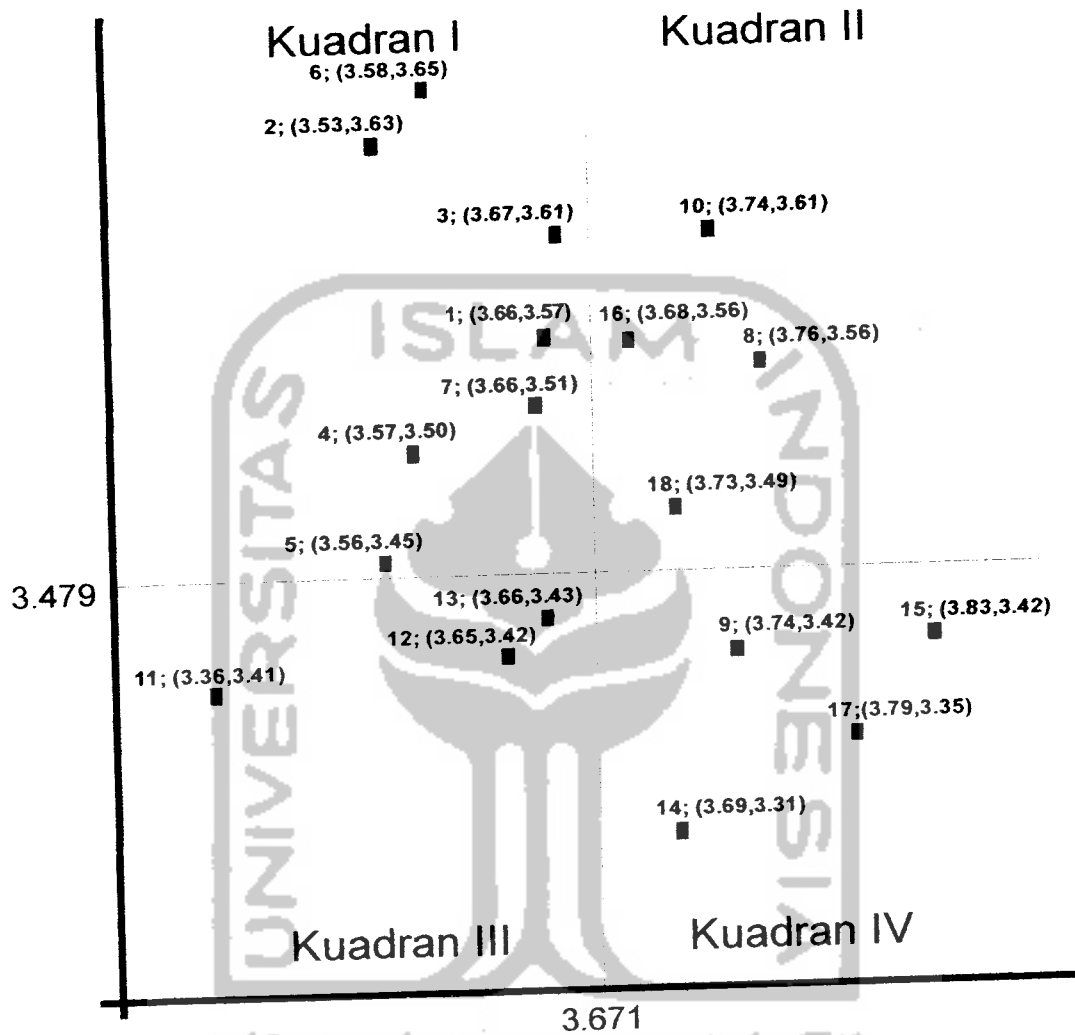 Kuadran I
Kuadran II
6; (3.58,3.65)
2; (3.53,3.63)
3; (3.67,3.61)
10; (3.74,3.61)
ISLAM
1; (3.66,3.57)
16; (3.68,3.56)
8; (3.76,3.56)
7; (3.66,3.51)
4; (3.57,3.50)
18; (3.73,3.49)
5; (3.56,3.45)
3.479
13; (3.66,3.43)
12; (3.65,3.42)
9; (3.74,3.42)
15; (3.83,3.42)
11; (3.36,3.41)
17;(3.79,3.35)
14; (3.69,3.31)
UNIVERSITAS
INDONESIA
Kuadran III
Kuadran IV
3.671